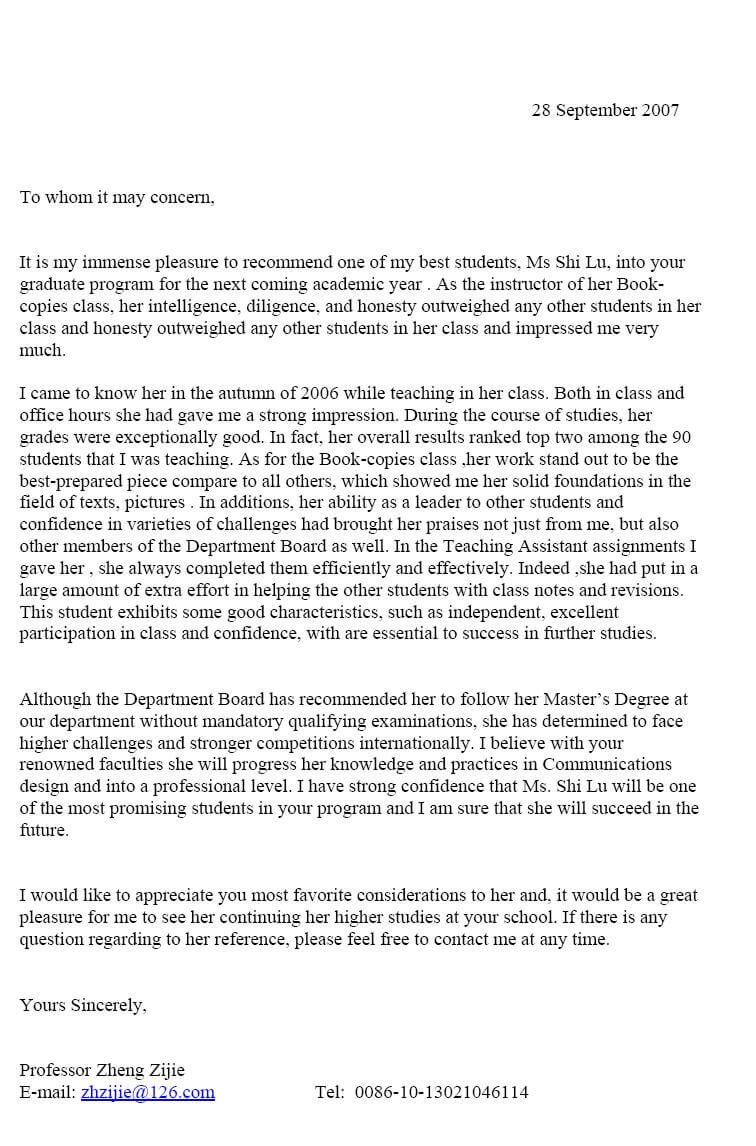 28 September 2007
To whom it may concern,
It is my immense pleasure to recommend one of my best students, Ms Shi Lu, into your
graduate program for the next coming academic year . As the instructor of her Book-
copies class, her intelligence, diligence, and honesty outweighed any other students in her
class and honesty outweighed any other students in her class and impressed me very
much.
I came to know her in the autumn of 2006 while teaching in her class. Both in class and
office hours she had gave me a strong impression. During the course of studies, her
grades were exceptionally good. In fact, her overall results ranked top two among the 90
students that I was teaching. As for the Book-copies class ,her work stand out to be the
best-prepared piece compare to all others, which showed me her solid foundations in the
field of texts, pictures . In additions, her ability as a leader to other students and
confidence in varieties of challenges had brought her praises not just from me, but also
other members of the Department Board as well. In the Teaching Assistant assignments I
gave her , she always completed them efficiently and effectively. Indeed ,she had put in a
large amount of extra effort in helping the other students with class notes and revisions.
This student exhibits some good characteristics, such as independent, excellent
participation in class and confidence, with are essential to success in further studies.
Although the Department Board has recommended her to follow her Master's Degree at
our department without mandatory qualifying examinations, she has determined to face
higher challenges and stronger competitions internationally. I believe with your
renowned faculties she will progress her knowledge and practices in Communications
design and into a professional level. I have strong confidence that Ms. Shi Lu will be one
of the most promising students in your program and I am sure that she will succeed in the
future.
I would like to appreciate you most favorite considerations to her and, it would be a great
pleasure for me to see her continuing her higher studies at your school. If there is any
question regarding to her reference, please feel free to contact me at any time.
Yours Sincerely,
Professor Zheng Zijie
E-mail: zhzijie@126.com Tel: 0086-10-13021046114